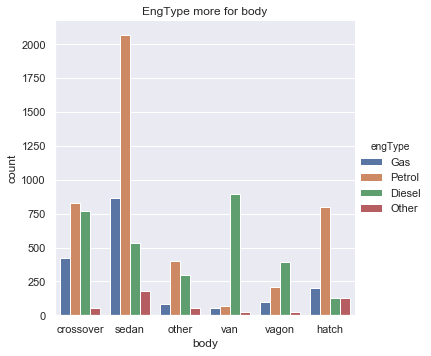 EngType more for body
2000
1750
1500
1250
1000
750
500
250
0
count
crossover sedan other van vagon hatch
body
engType
Gas
Petrol
Diesel
Other